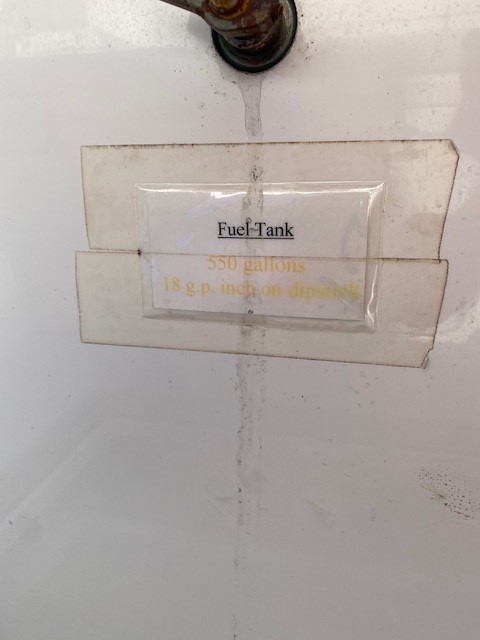 Fuel Tank
550 gallons
18 g.p. inch on dipstick